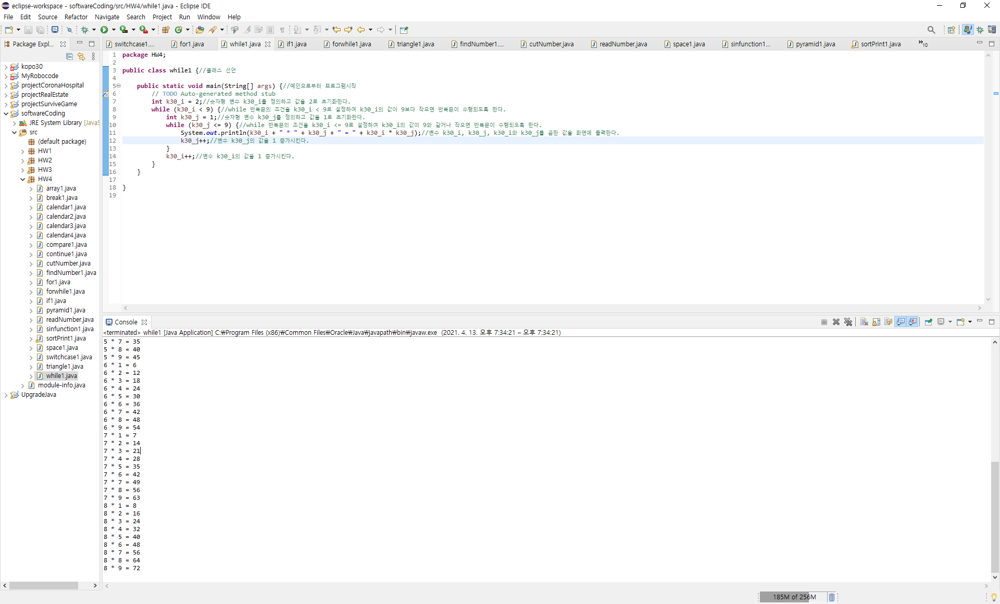 eclipse-workspace - softwareCoding/src/HW4/while1.java - Eclipse IDE
File Edit Source Refactor Navigate Search Project Run Window Help
Package Expl...
switchcase1.... for1.java while1.java if1.java forwhile1.java triangle1.java findNumber1.... cutNumber.java readNumber.java space1.java sinfunction1... pyramid1.java sortPrint1.java »10
kopo30
MyRobocode
projectCoronaHospital
projectRealEstate
projectSurviveGame
softwareCoding
JRE System Library [JavaS
src
(default package)
HW1
HW2
HW3
HW4
array1.java
break1.java
calendar1.java
calendar2.java
calendar3.java
calendar4.java
compare1.java
continue1.java
cutNumber.java
findNumber1.java
for1.java
forwhile1.java
if1.java
pyramid1.java
readNumber.java
sinfunction1.java
sortPrint1.java
space1.java
switchcase1.java
triangle1.java
while1.java
module-info.java
UpgradeJava
1 package HW4;
2
3 public class while1 {//클래스 선언
4
5 public static void main(String[] args) {//메인으로부터 프로그램시작
6 // TODO Auto-generated method stub
7 int k30_i = 2;//숫자형 변수 k30_i를 정의하고 값을 2로 초기화한다.
8 while (k30_i < 9) {//while 반복문의 조건을 k30_i < 9로 설정하여 k30_i의 값이 9보다 작으면 반복문이 수행되도록 한다.
9 int k30_j = 1;//숫자형 변수 k30_j를 정의하고 값을 1로 초기화한다.
10 while (k30_j <= 9) {//while 반복문의 조건을 k30_i <= 9로 설정하여 k30_i의 값이 9와 같거나 작으면 반복문이 수행되도록 한다.
11 System.out.println(k30_i + " * " + k30_j + " = " + k30_i * k30_j);//변수 k30_i, k30_j, k30_i와 k30_j를 곱한 값을 화면에 출력한다.
12 k30_j++;//변수 k30_j의 값을 1 증가시킨다.
13 }
14 k30_i++;//변수 k30_i의 값을 1 증가시킨다.
15 }
16 }
17
18 }
19
Console
<terminated> while1 [Java Application] C:₩Program Files (x86)₩Common Files₩Oracle₩Java₩javapath₩bin₩javaw.exe (2021. 4. 13. 오후 7:34:21 – 오후 7:34:21)
5 * 7 = 35
5 * 8 = 40
5 * 9 = 45
6 * 1 = 6
6 * 2 = 12
6 * 3 = 18
6 * 4 = 24
6 * 5 = 30
6 * 6 = 36
6 * 7 = 42
6 * 8 = 48
6 * 9 = 54
7 * 1 = 7
7 * 2 = 14
7 * 3 = 21
7 * 4 = 28
7 * 5 = 35
7 * 6 = 42
7 * 7 = 49
7 * 8 = 56
7 * 9 = 63
8 * 1 = 8
8 * 2 = 16
8 * 3 = 24
8 * 4 = 32
8 * 5 = 40
8 * 6 = 48
8 * 7 = 56
8 * 8 = 64
8 * 9 = 72
185M of 256M